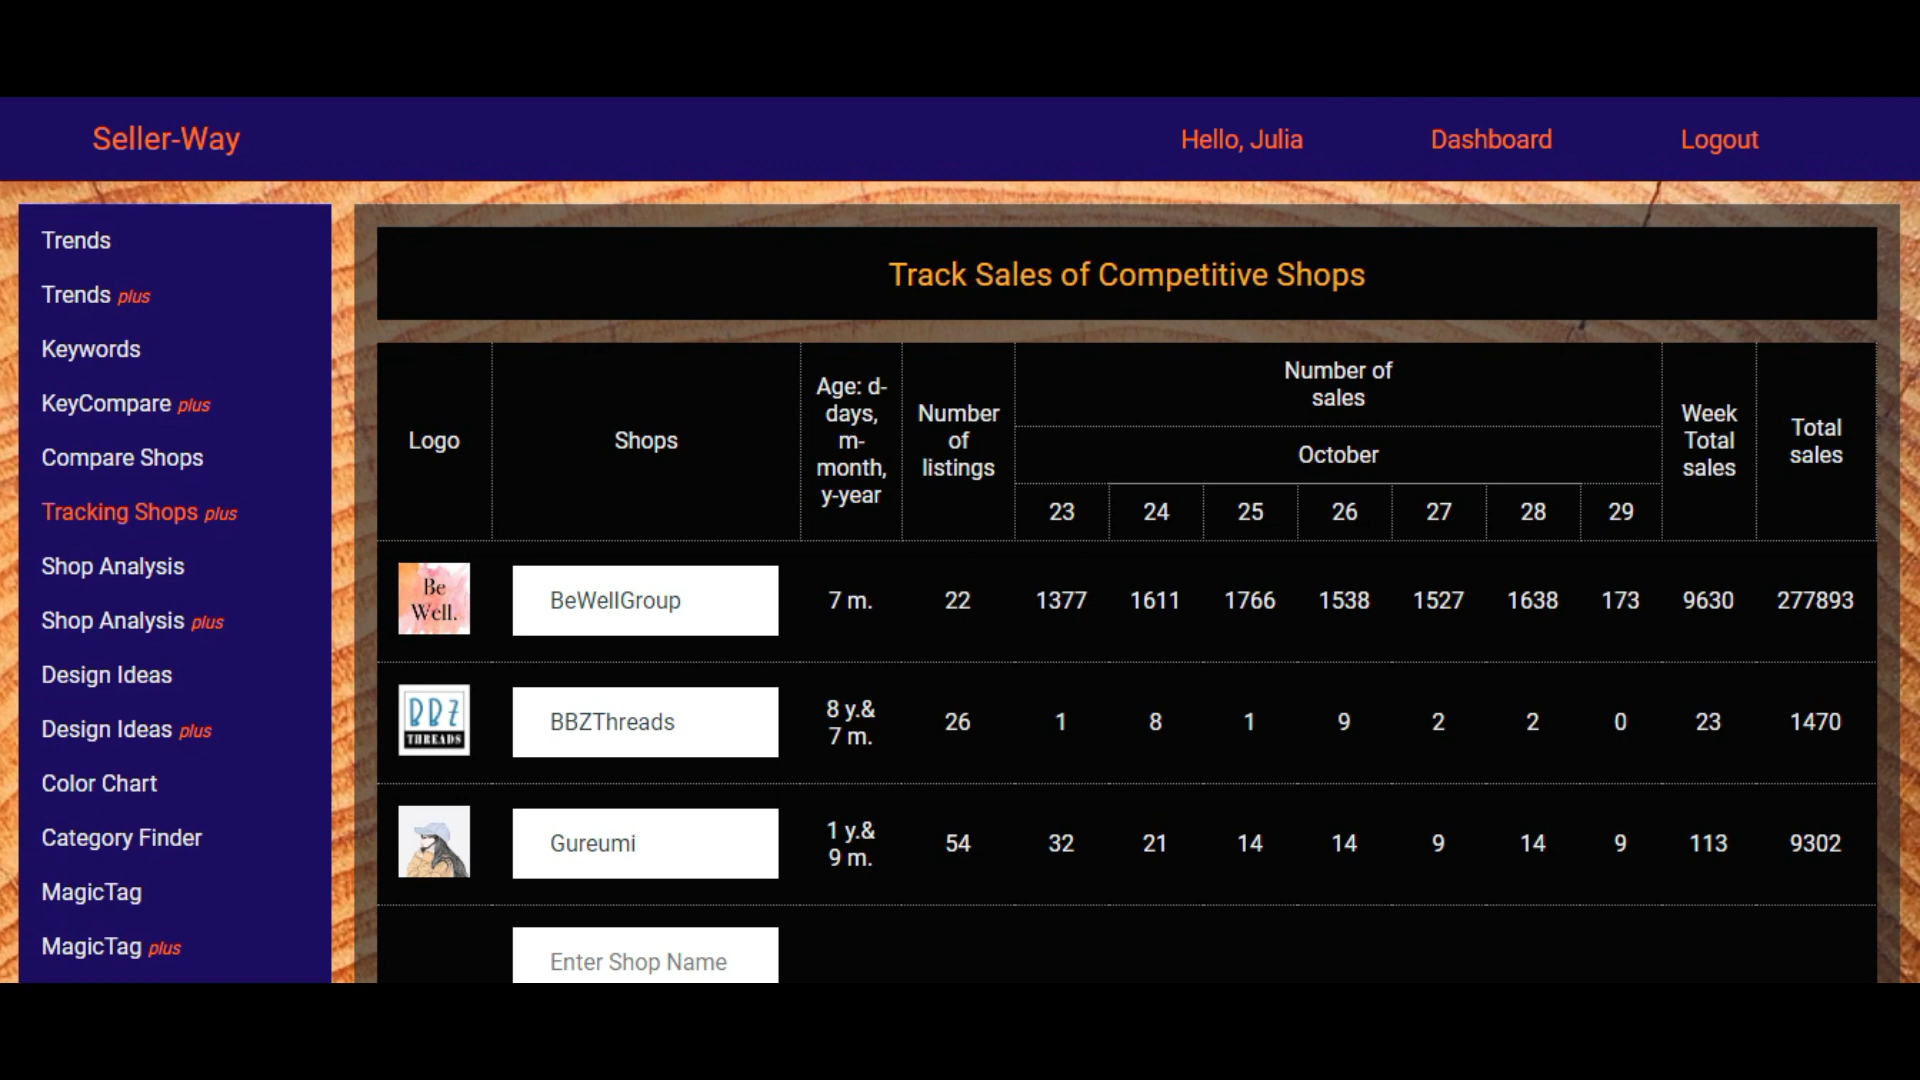 Seller-Way
Hello, Julia
Dashboard
Logout
Trends
Trends plus
Keywords
KeyCompare plus
Compare Shops
Tracking Shops plus
Shop Analysis
Shop Analysis plus
Design Ideas
Design Ideas plus
Color Chart
Category Finder
MagicTag
MagicTag plus
Track Sales of Competitive Shops
Logo
Shops
Age: d-
days,
m-
month,
y-year
Number
of
listings
Number of
sales
October
23 24 25 26 27 28 29
Week
Total
sales
Total
sales
Be
Well.
BeWellGroup
7 m.
22 1377 1611 1766 1538 1527 1638 173 9630 277893
BBZ
THREADS
BBZThreads
8 y.&
7 m.
26 1 8 1 9 2 2 0 23 1470
Gureumi
1 y.&
9 m.
54 32 21 14 14 9 14 9 113 9302
Enter Shop Name